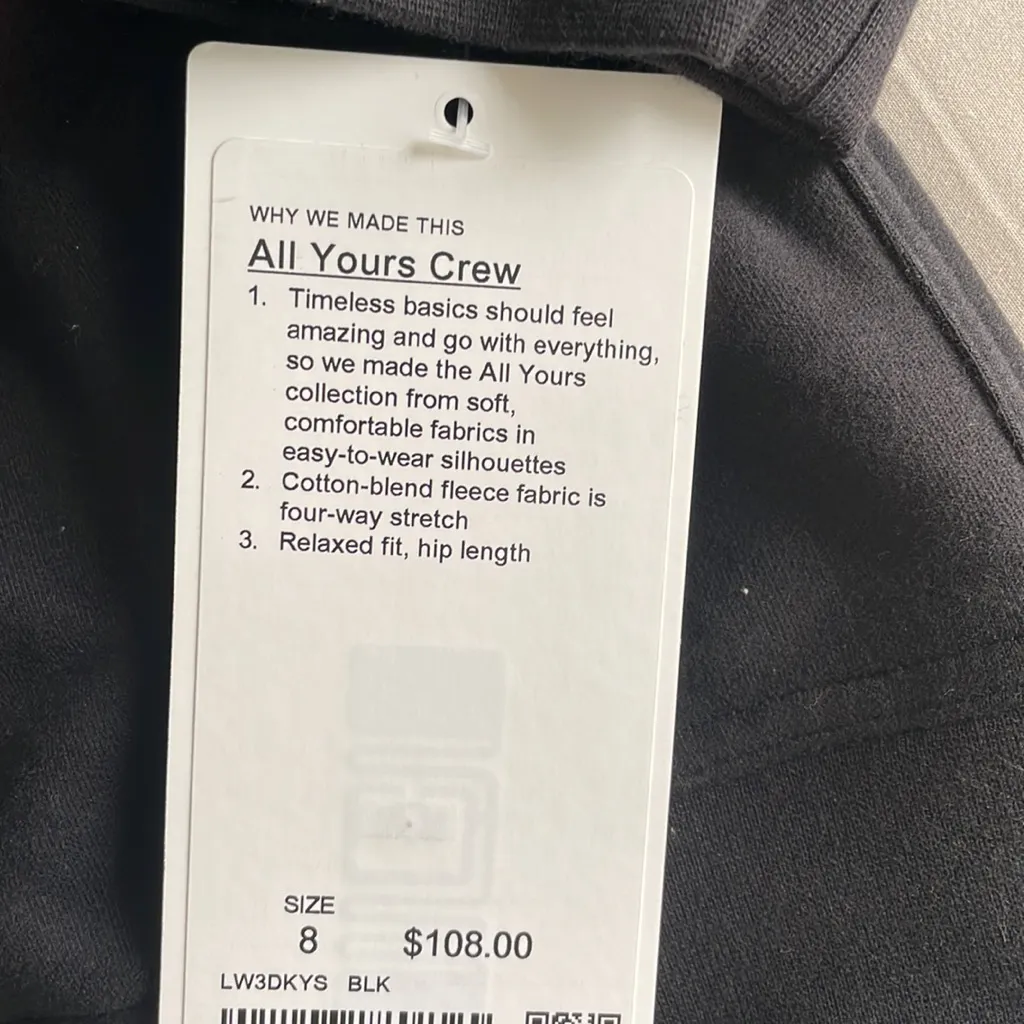 WHY WE MADE THIS
All Yours Crew
1. Timeless basics should feel
amazing and go with everything,
so we made the All Yours
collection from soft,
comfortable fabrics in
easy-to-wear silhouettes
2. Cotton-blend fleece fabric is
four-way stretch
3. Relaxed fit, hip length
SIZE
8 $108.00
LW3DKYS BLK